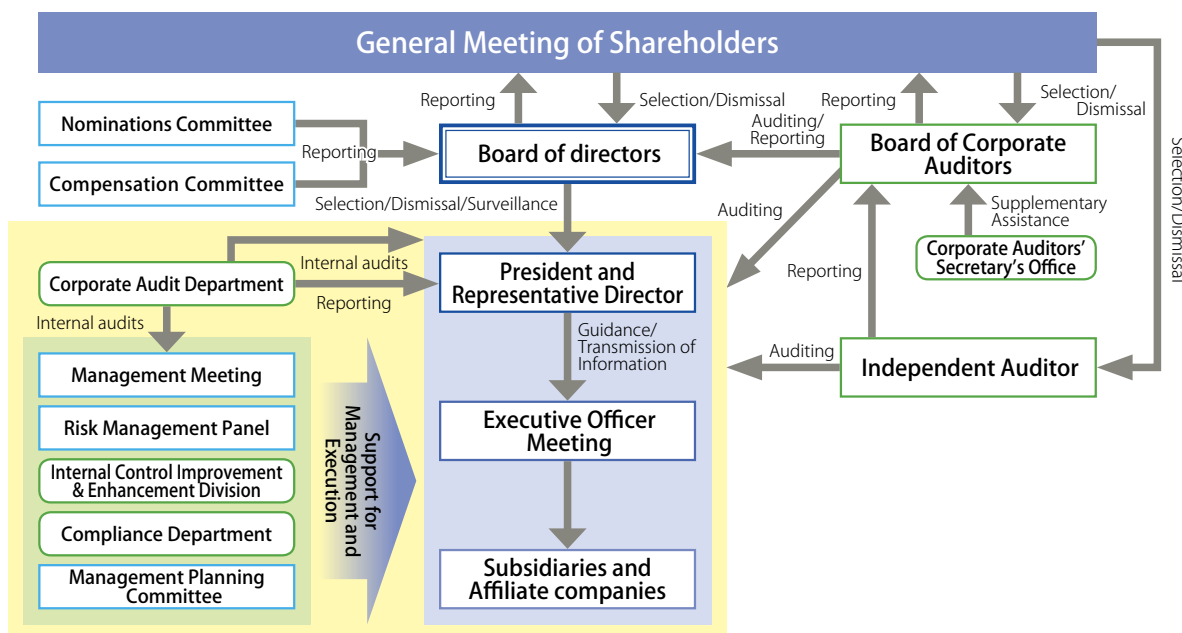 General Meeting of Shareholders
Reporting
Selection/Dismissal
Reporting
Selection/
Dismissal
Nominations Committee
Compensation Committee
Reporting
Board of directors
Auditing/
Reporting
Board of Corporate
Auditors
Selection/Dismissal
Selection/Dismissal/Surveillance
Auditing
Supplementary
Assistance
Corporate Auditors’
Secretary’s Office
Corporate Audit Department
Internal audits
Reporting
President and
Representative Director
Reporting
Internal audits
Guidance/
Transmission of
Information
Auditing
Independent Auditor
Management Meeting
Risk Management Panel
Internal Control Improvement
& Enhancement Division
Compliance Department
Management Planning
Committee
Support for
Management and
Execution
Executive Officer
Meeting
Subsidiaries and
Affiliate companies